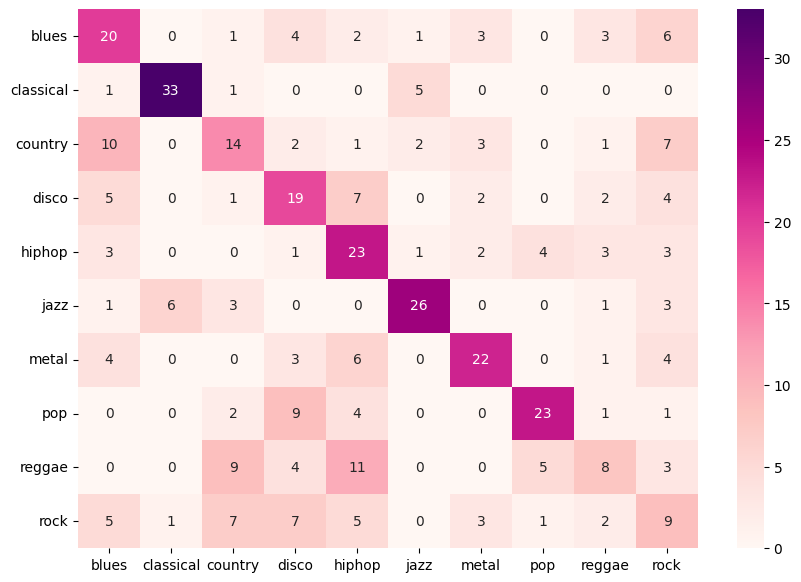 blues 20 0 1 4 2 1 3 0 3 6
classical 1 33 1 0 0 5 0 0 0 0
country 10 0 14 2 1 2 3 0 1 7
disco 5 0 1 19 7 0 2 0 2 4
hiphop 3 0 0 1 23 1 2 4 3 3
jazz 1 6 3 0 0 26 0 0 1 3
metal 4 0 0 3 6 0 22 0 1 4
pop 0 0 2 9 4 0 0 23 1 1
reggae 0 0 9 4 11 0 0 5 8 3
rock 5 1 7 7 5 0 3 1 2 9
blues classical country disco hiphop jazz metal pop reggae rock
30
25
20
15
10
5
0